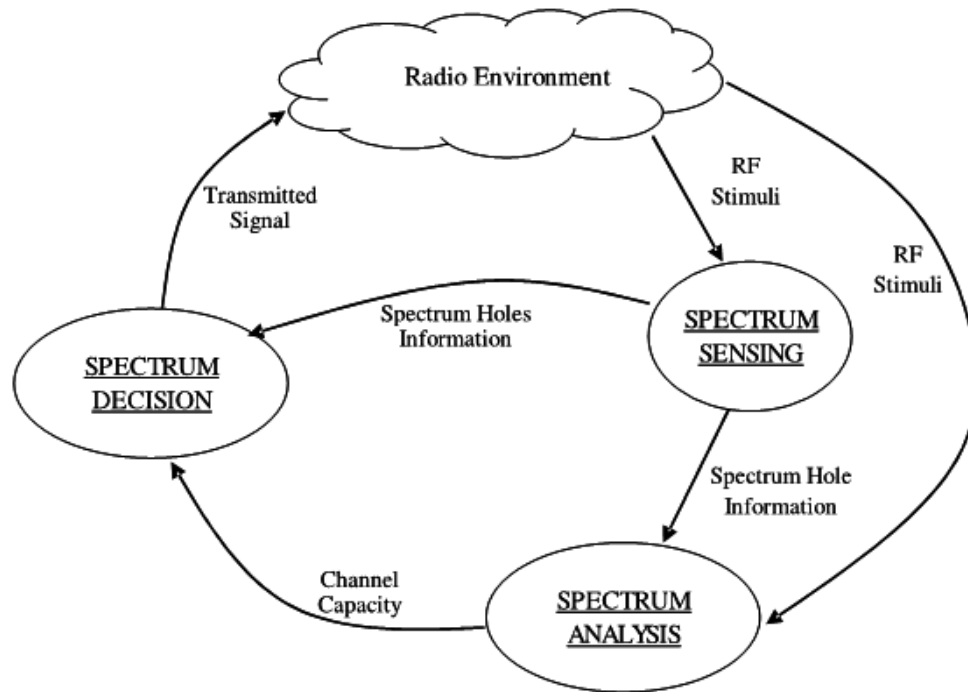 Radio Environment
RF
Stimuli
Transmitted
Signal
RF
Stimuli
Spectrum Holes
Information
SPECTRUM
SENSING
SPECTRUM
DECISION
Spectrum Hole
Information
Channel
Capacity
SPECTRUM
ANALYSIS